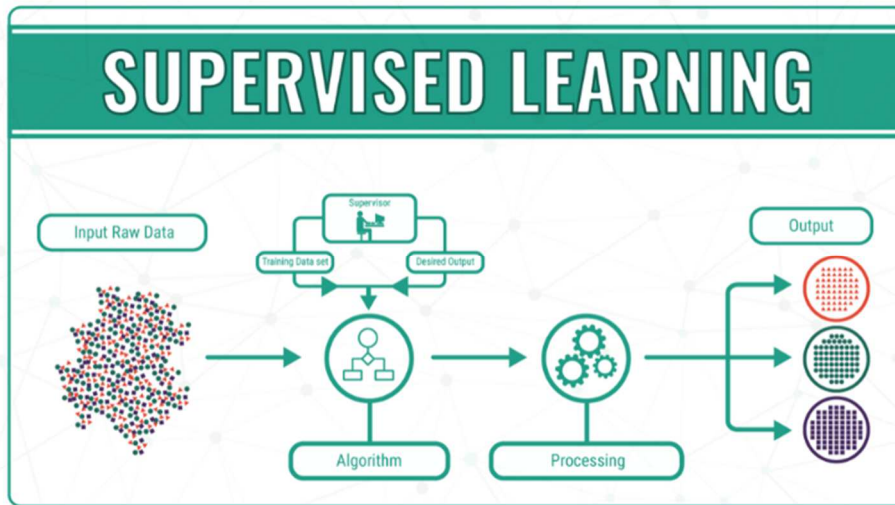 SUPERVISED LEARNING
Input Raw Data
Supervisor
Training Data set
Desired Output
Algorithm
Processing
Output